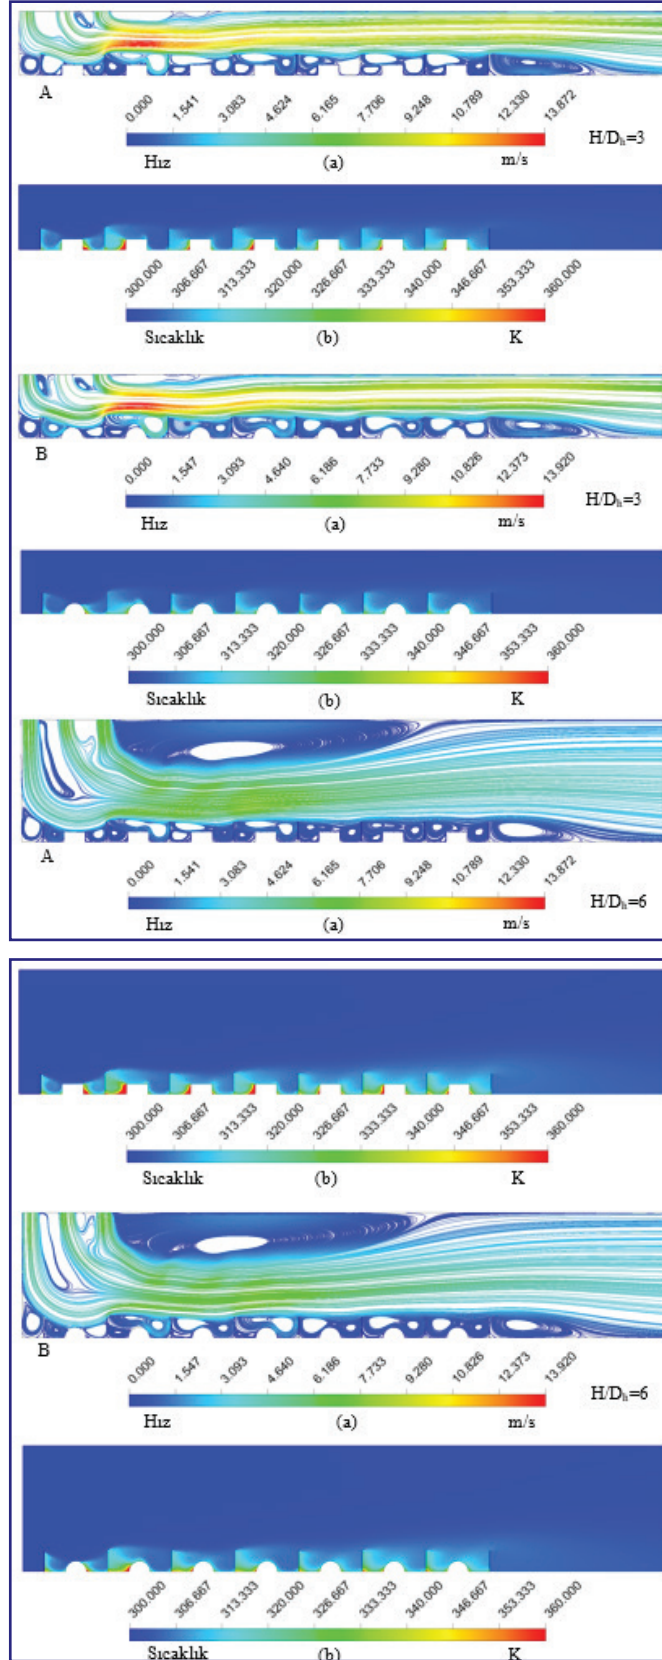 A
0.000 1.541 3.083 4.624 6.165 7.706 9.248 10.789 12.330 13.872
Hız (a) m/s H/Dₕ=3
300.000 306.667 313.333 320.000 326.667 333.333 340.000 346.667 353.333 360.000
Sıcaklık (b) K
B
0.000 1.547 3.093 4.640 6.186 7.733 9.280 10.826 12.373 13.920
Hız (a) m/s H/Dₕ=3
300.000 306.667 313.333 320.000 326.667 333.333 340.000 346.667 353.333 360.000
Sıcaklık (b) K
A
0.000 1.541 3.083 4.624 6.165 7.706 9.248 10.789 12.330 13.872
Hız (a) m/s H/Dₕ=6
300.000 306.667 313.333 320.000 326.667 333.333 340.000 346.667 353.333 360.000
Sıcaklık (b) K
B
0.000 1.547 3.093 4.640 6.186 7.733 9.280 10.826 12.373 13.920
Hız (a) m/s H/Dₕ=6
300.000 306.667 313.333 320.000 326.667 333.333 340.000 346.667 353.333 360.000
Sıcaklık (b) K